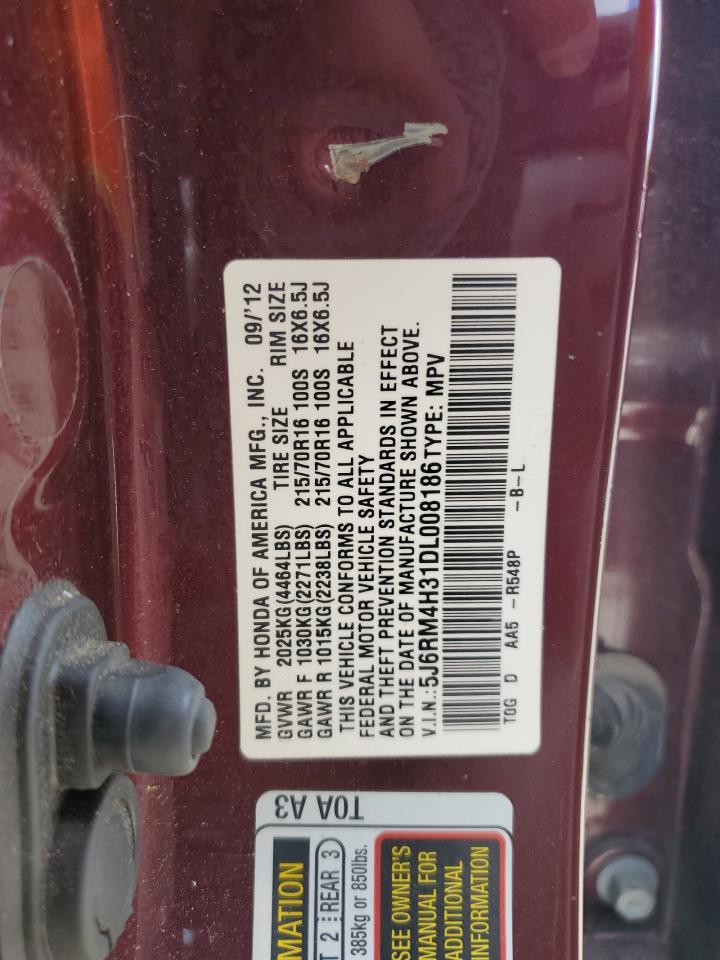 MFD. BY HONDA OF AMERICA MFG., INC. 09/'12
GVWR 2025KG(4464LBS) TIRE SIZE RIM SIZE
GAWR F 1030KG(2271LBS) 215/70R16 100S 16X6.5J
GAWR R 1015KG(2238LBS) 215/70R16 100S 16X6.5J
THIS VEHICLE CONFORMS TO ALL APPLICABLE
FEDERAL MOTOR VEHICLE SAFETY
AND THEFT PREVENTION STANDARDS IN EFFECT
ON THE DATE OF MANUFACTURE SHOWN ABOVE.
V.I.N.:5J6RM4H31DL008186 TYPE: MPV
T0G D AA5 -R548P -B-L
T0A A3
MATION
T 2 REAR 3
385kg or 850lbs.
SEE OWNER'S
MANUAL FOR
ADDITIONAL
INFORMATION